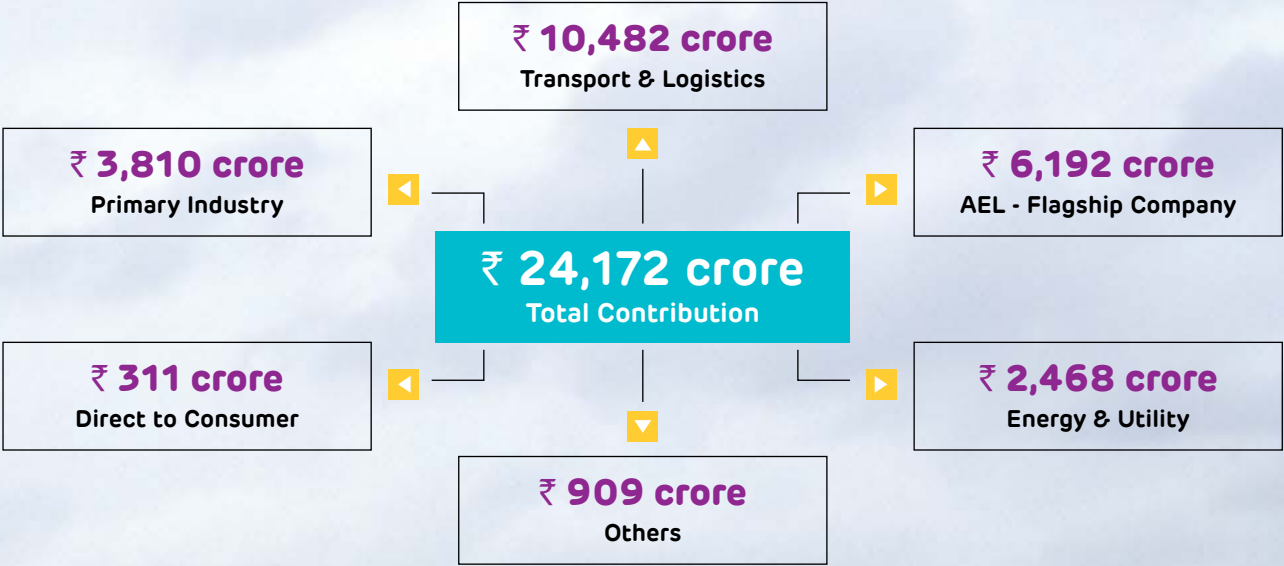 ₹ 10,482 crore
Transport & Logistics
₹ 3,810 crore
Primary Industry
₹ 6,192 crore
AEL - Flagship Company
₹ 24,172 crore
Total Contribution
₹ 311 crore
Direct to Consumer
₹ 2,468 crore
Energy & Utility
₹ 909 crore
Others